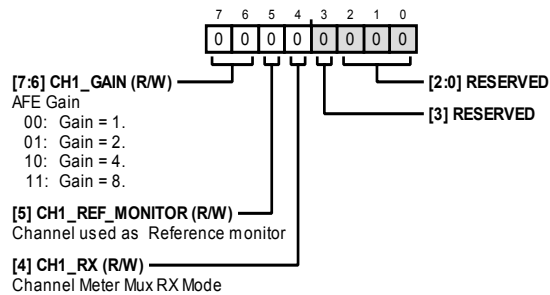 7 6 5 4 3 2 1 0
0 0 0 0 0 0 0 0
[7:6] CH1_GAIN (R/W)
AFE Gain
00: Gain = 1.
01: Gain = 2.
10: Gain = 4.
11: Gain = 8.
[5] CH1_REF_MONITOR (R/W)
Channel used as Reference monitor
[4] CH1_RX (R/W)
Channel Meter Mux RX Mode
[2:0] RESERVED
[3] RESERVED